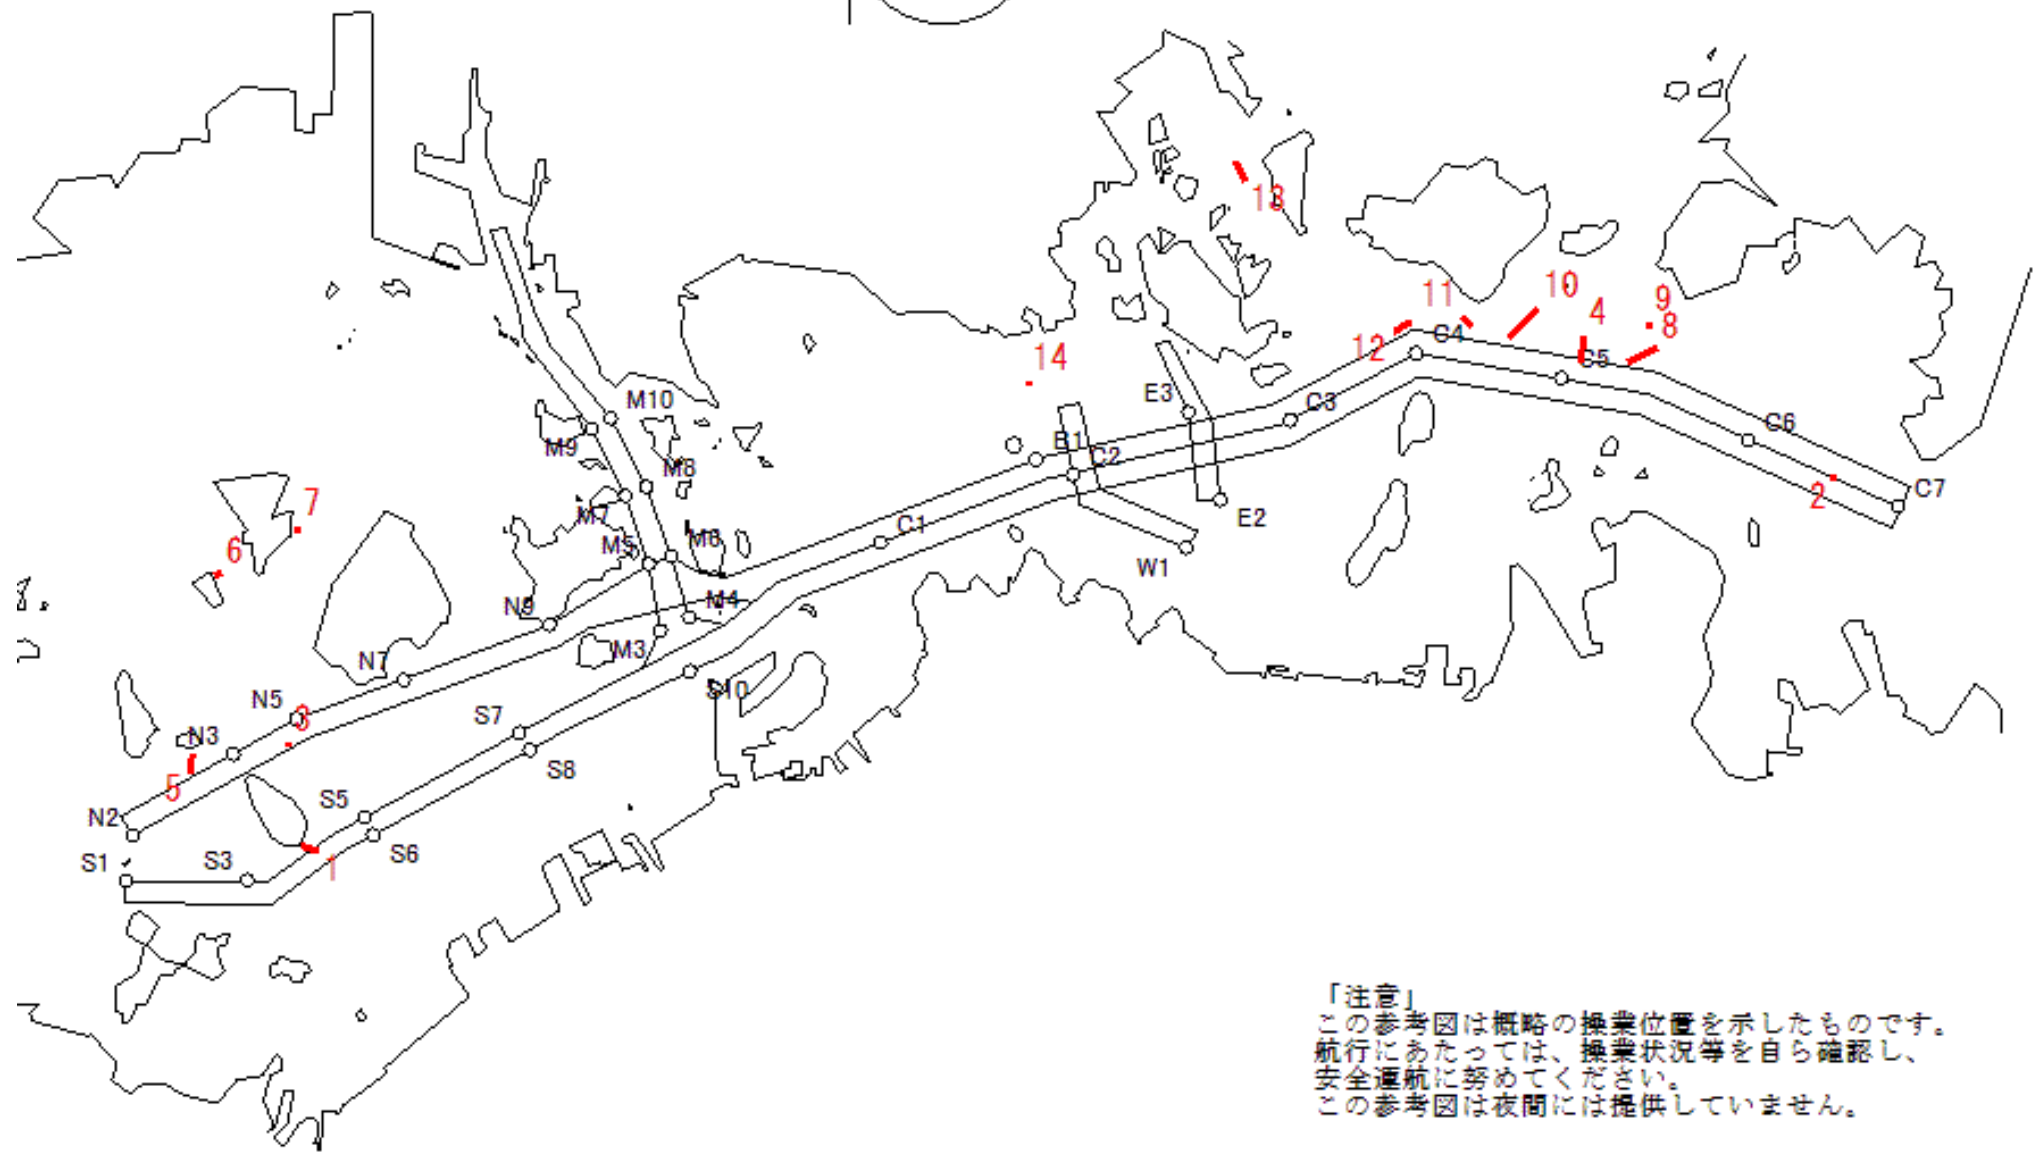 13
10
11
9
4
8
C4
12
14
C5
E3
M10
C3
C6
B1
M9
C2
M8
C7
2
7
M7
E2
C1
M5
M6
6
W1
N9
M4
M3
N7
S10
N5
3
S7
N3
S8
5
S5
N2
S6
S1
S3
1
「注意」
この参考図は概略の操業位置を示したものです。
航行にあたっては、操業状況等を自ら確認し、
安全運航に努めてください。
この参考図は夜間には提供していません。